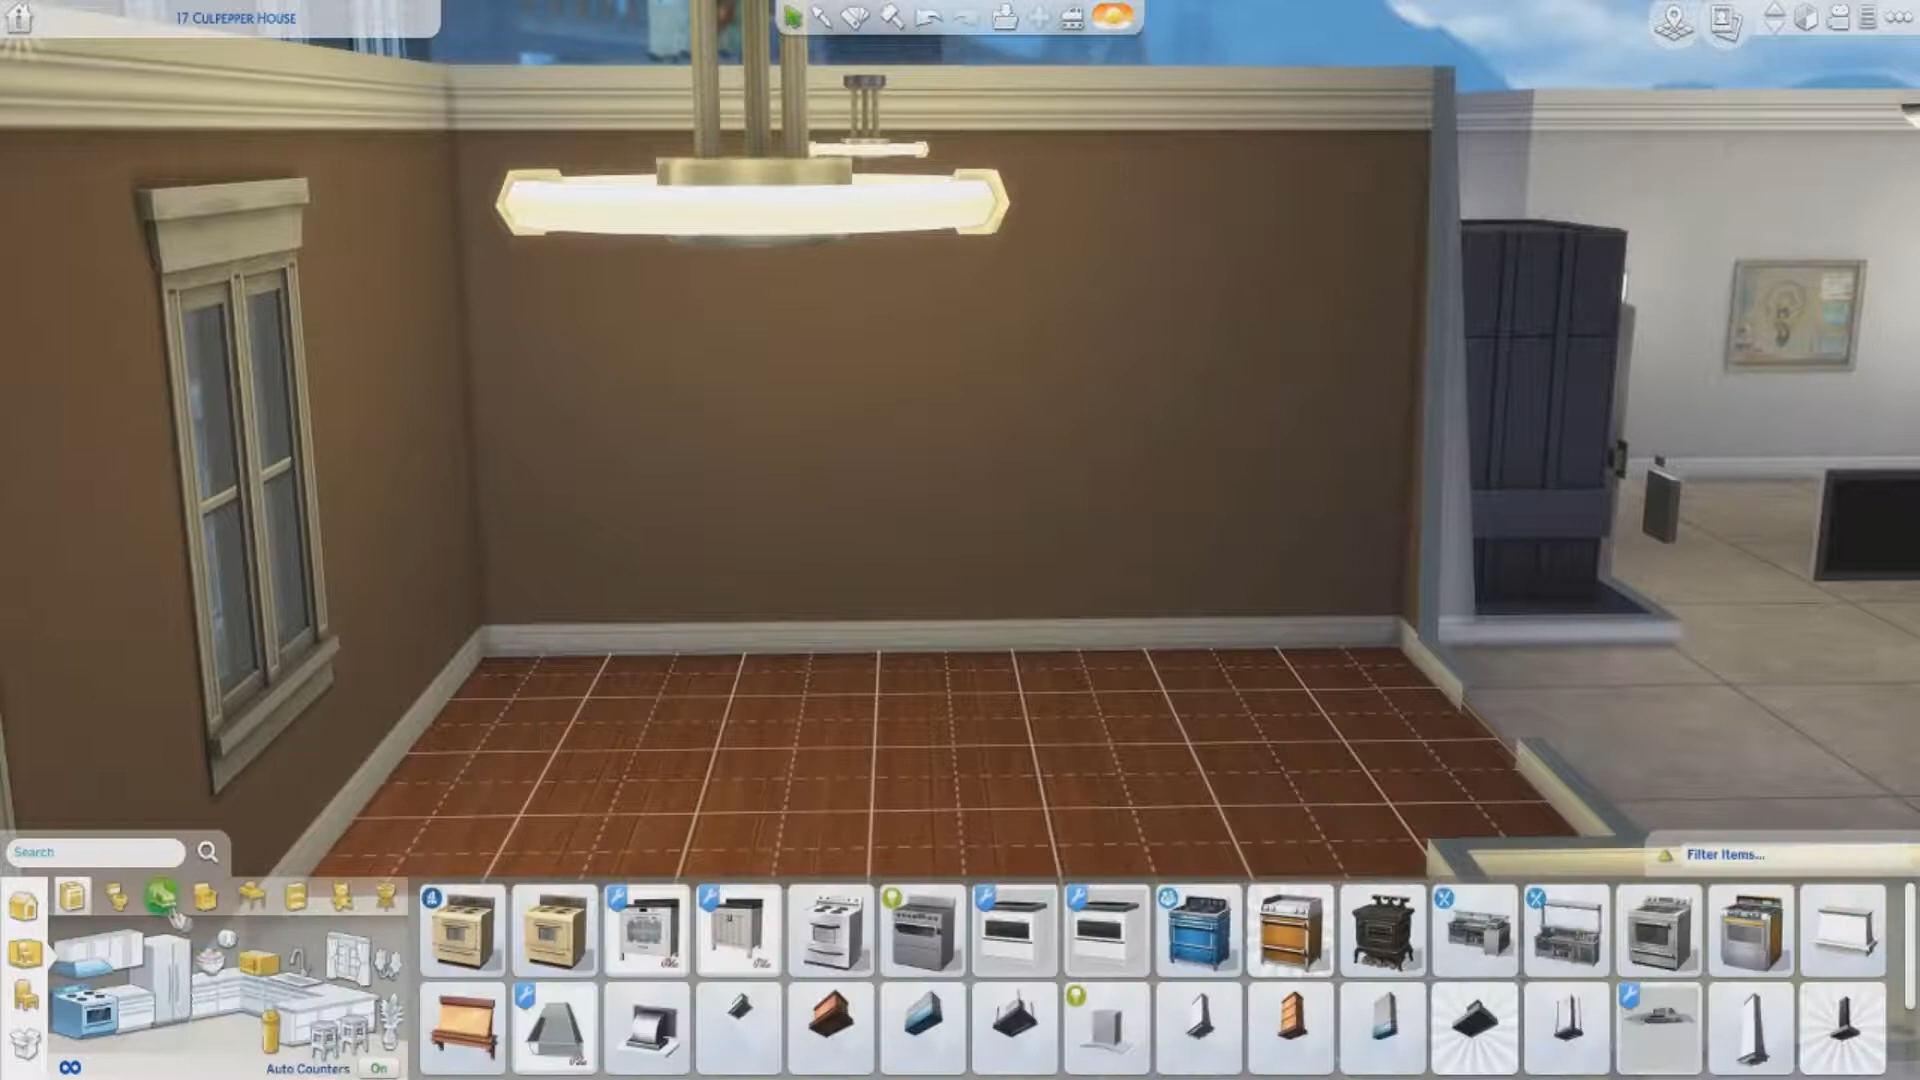 17 CULPEPPER HOUSE
Search
Filter Items...
Auto Counters On